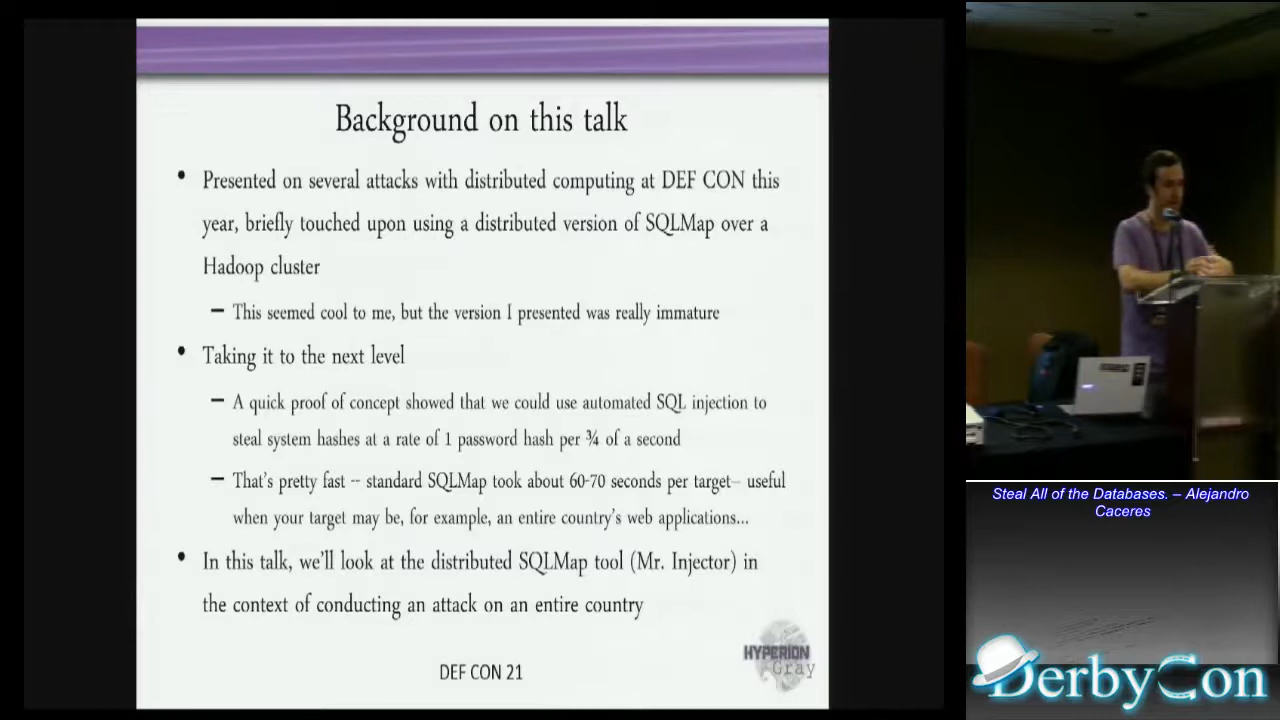 Background on this talk
• Presented on several attacks with distributed computing at DEF CON this
year, briefly touched upon using a distributed version of SQLMap over a
Hadoop cluster
– This seemed cool to me, but the version I presented was really immature
• Taking it to the next level
– A quick proof of concept showed that we could use automated SQL injection to
steal system hashes at a rate of 1 password hash per ¾ of a second
– That's pretty fast -- standard SQLMap took about 60-70 seconds per target– useful
when your target may be, for example, an entire country's web applications...
• In this talk, we'll look at the distributed SQLMap tool (Mr. Injector) in
the context of conducting an attack on an entire country
DEF CON 21
HYPERION
Gray
Steal All of the Databases. – Alejandro
Caceres
DerbyCon